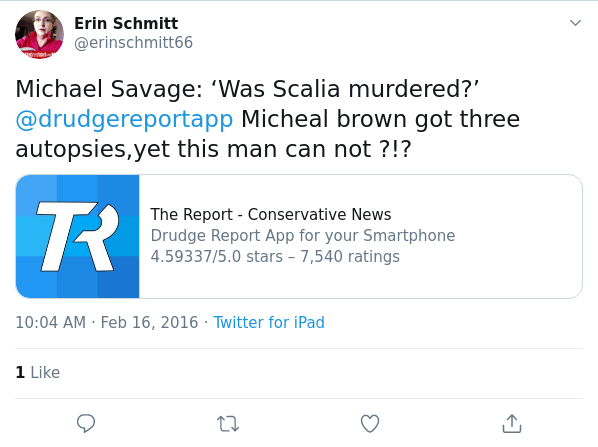 Erin Schmitt
@erinschmitt66
Michael Savage: ‘Was Scalia murdered?’
@drudgereportapp Micheal brown got three
autopsies,yet this man can not ?!?
TR
The Report - Conservative News
Drudge Report App for your Smartphone
4.59337/5.0 stars – 7,540 ratings
10:04 AM · Feb 16, 2016 · Twitter for iPad
1 Like